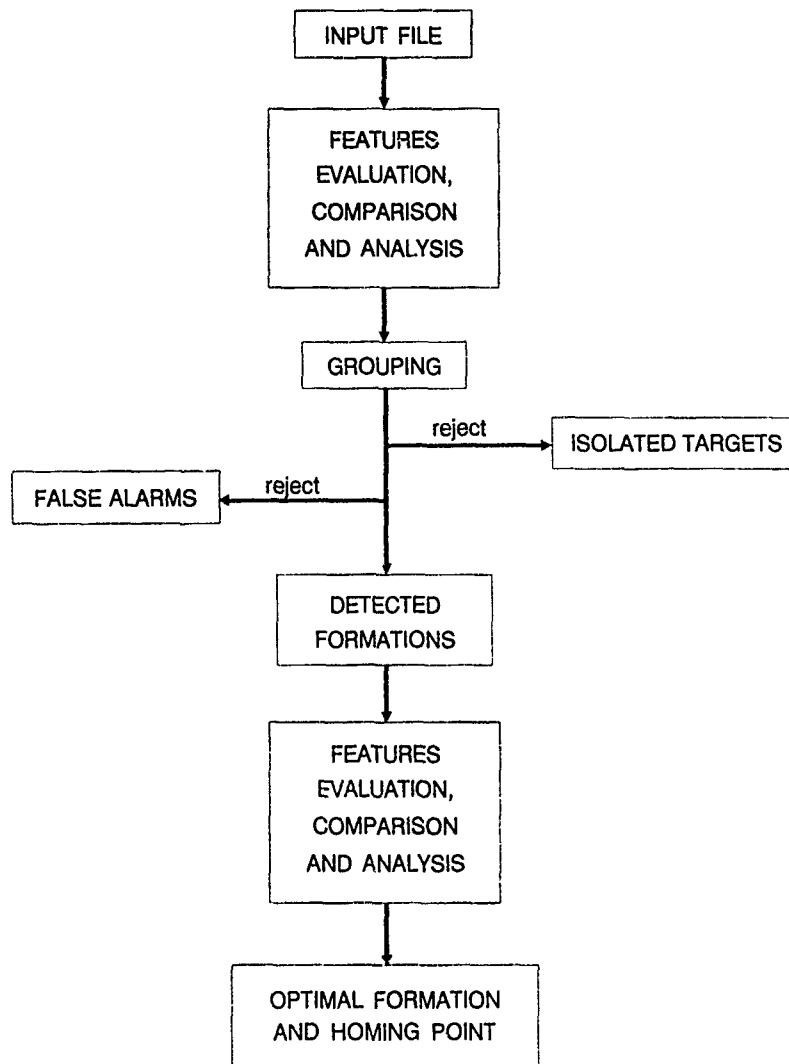 INPUT FILE
FEATURES
EVALUATION,
COMPARISON
AND ANALYSIS
GROUPING
reject
ISOLATED TARGETS
reject
FALSE ALARMS
DETECTED
FORMATIONS
FEATURES
EVALUATION,
COMPARISON
AND ANALYSIS
OPTIMAL FORMATION
AND HOMING POINT